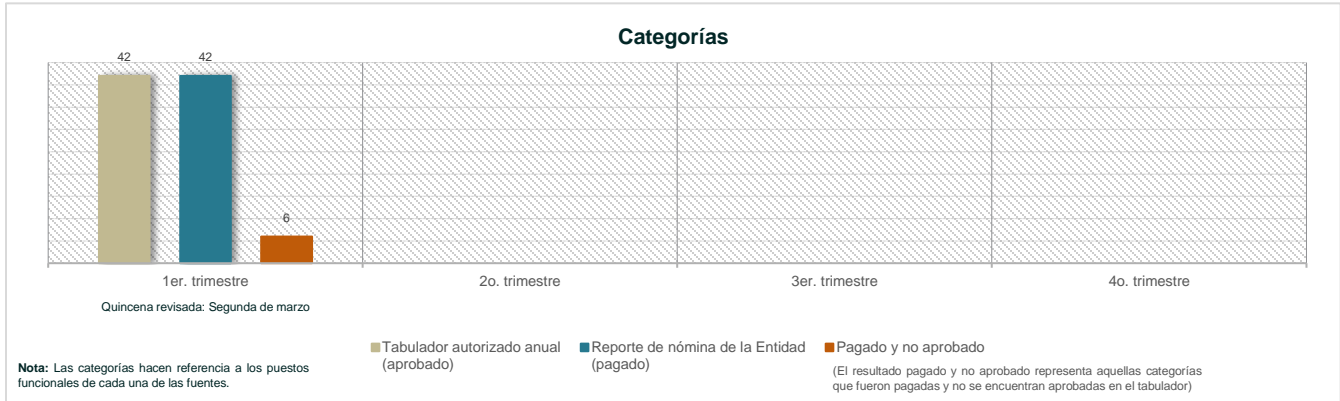 Categorías
42
42
6
1er. trimestre
2o. trimestre
3er. trimestre
4o. trimestre
Quincena revisada: Segunda de marzo
Tabulador autorizado anual
(aprobado)
Reporte de nómina de la Entidad
(pagado)
Pagado y no aprobado
(El resultado pagado y no aprobado representa aquellas categorías
que fueron pagadas y no se encuentran aprobadas en el tabulador)
Nota: Las categorías hacen referencia a los puestos
funcionales de cada una de las fuentes.